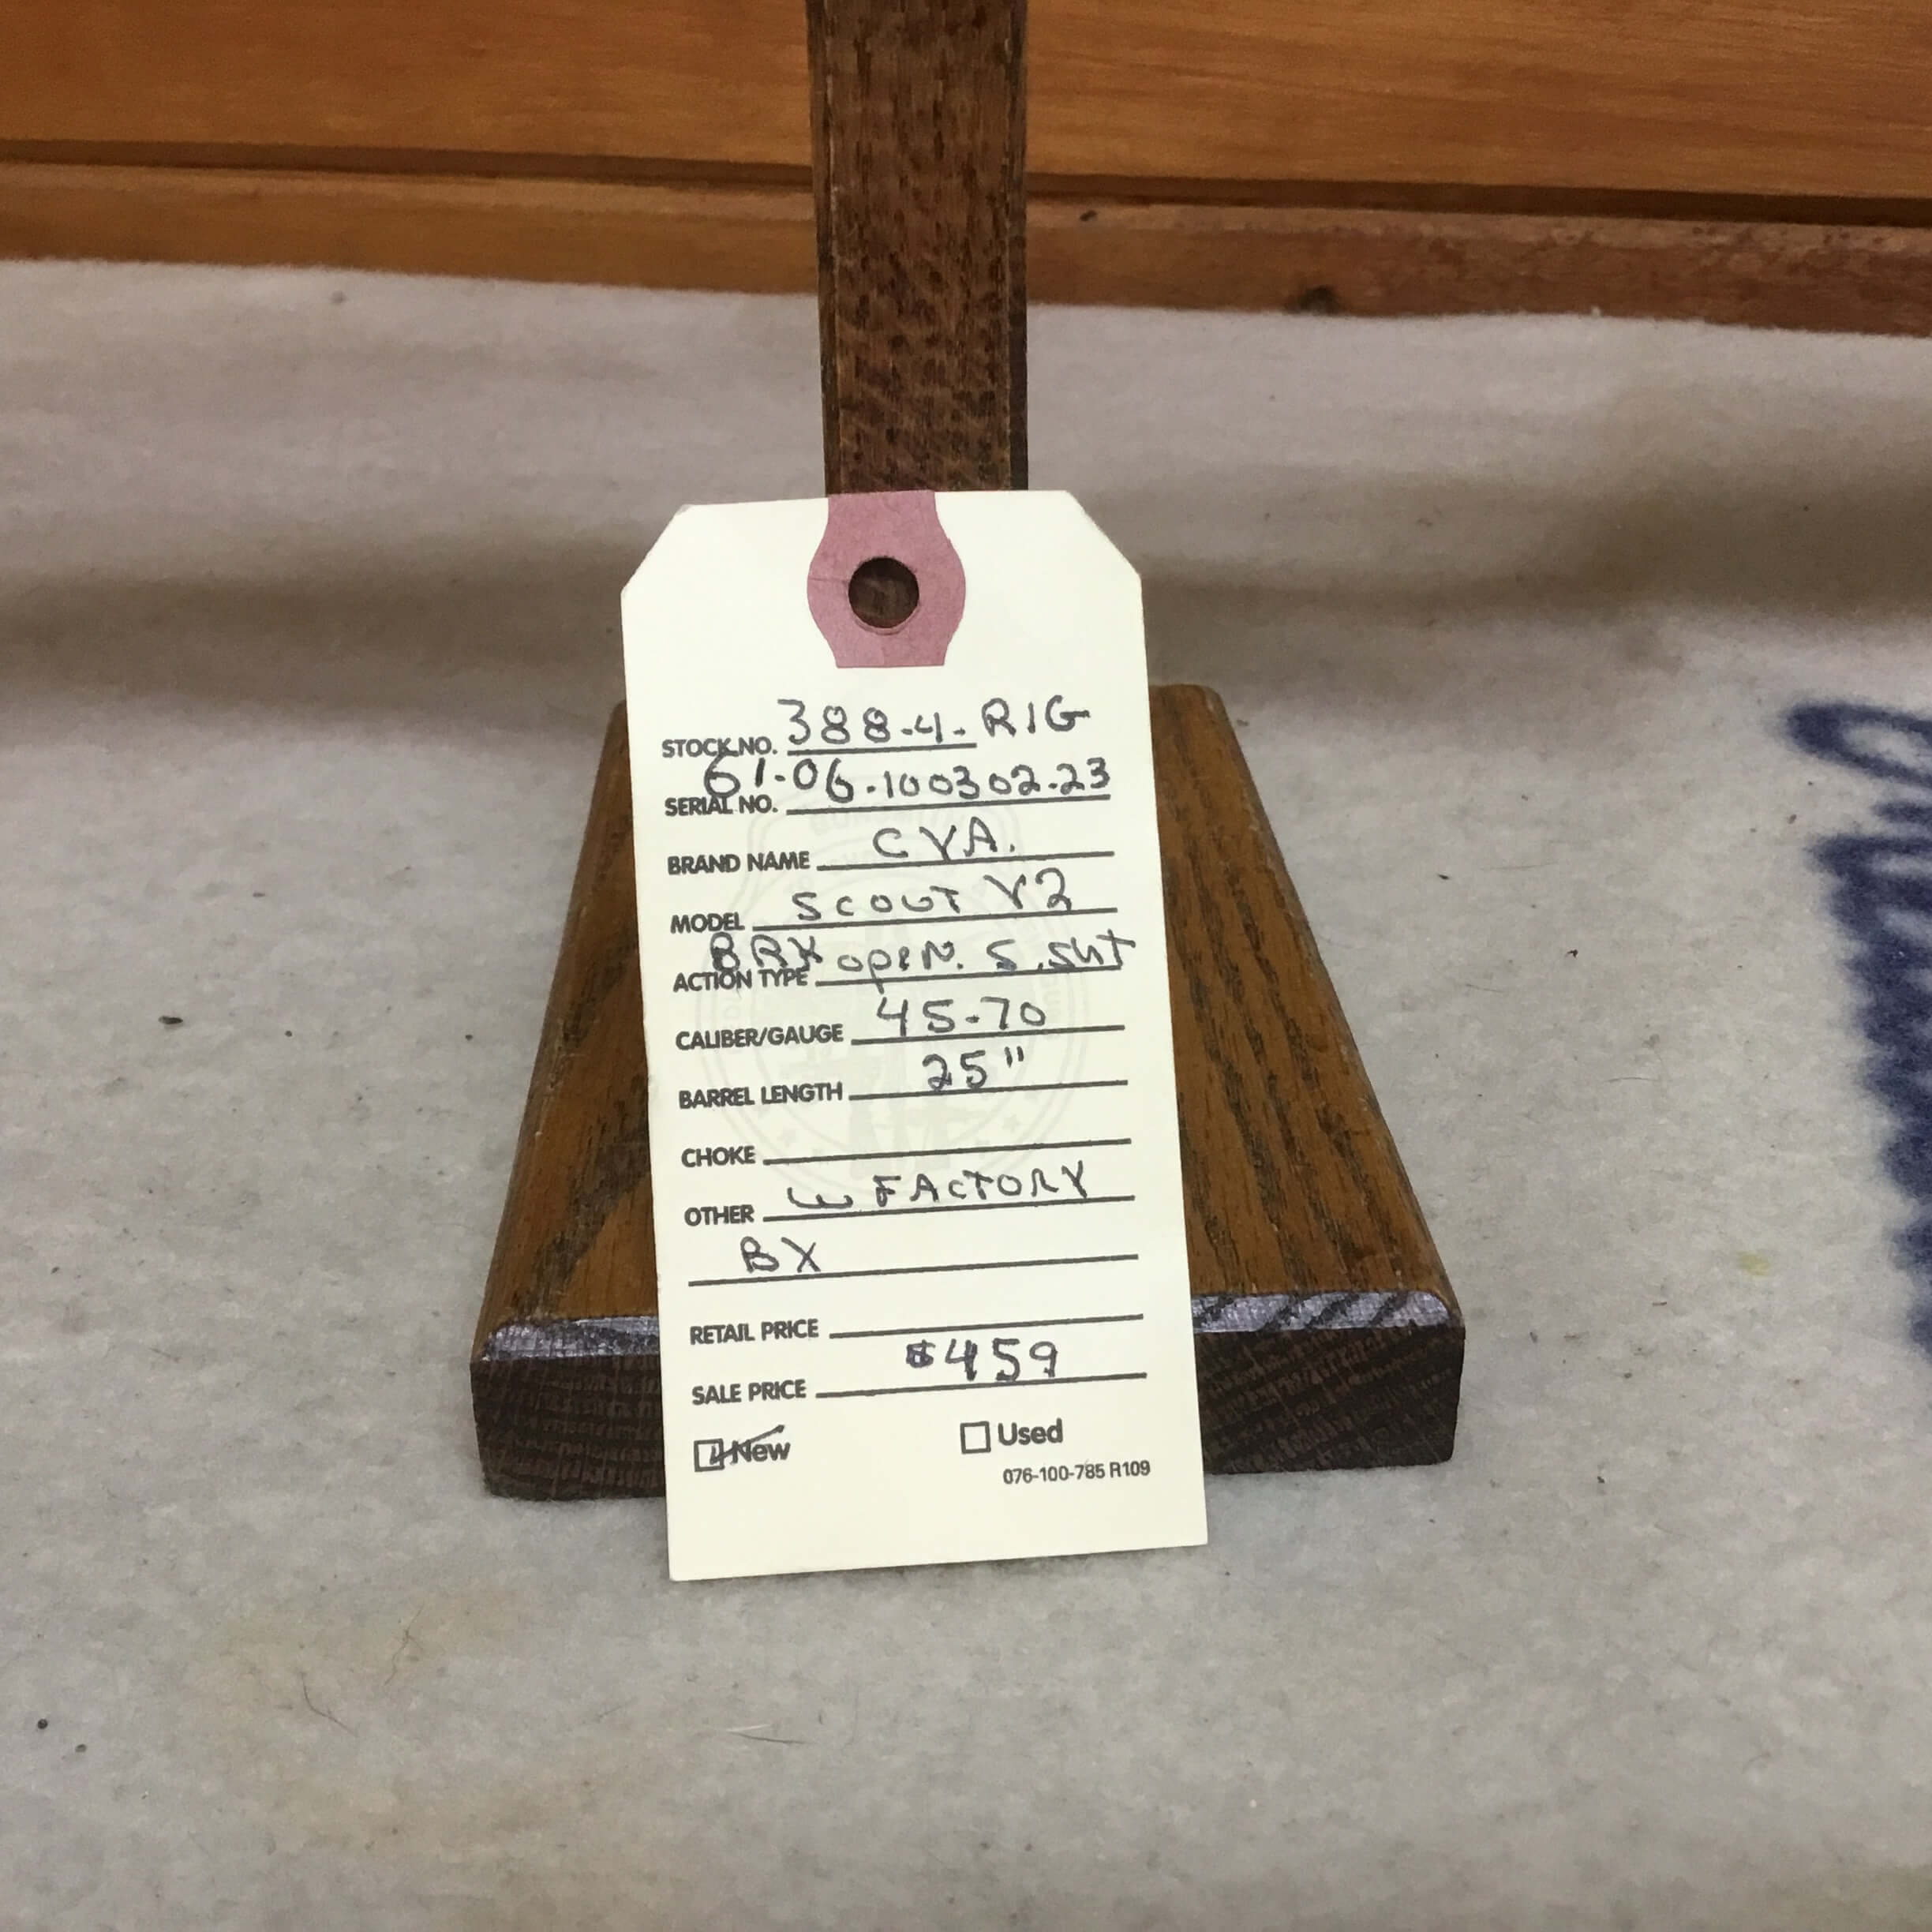 STOCK NO. 388-4-RIG
SERIAL NO. 61-06-100302-23
BRAND NAME CVA.
MODEL SCOUT V2
ACTION TYPE BRK OPEN. S.SHT
CALIBER/GAUGE 45-70
BARREL LENGTH 25"
CHOKE
OTHER W FACTORY
BX
RETAIL PRICE
SALE PRICE $459
New Used
076-100-785 R109